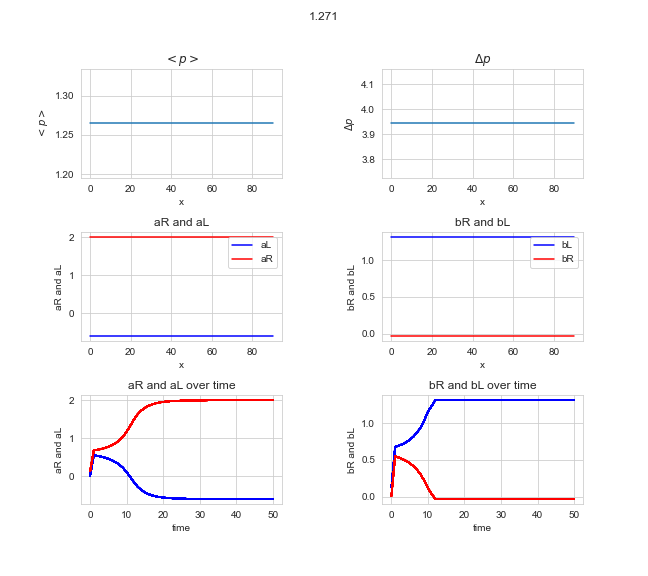 1.271
< p >
Δp
1.30
1.25
1.20
< p >
0 20 40 60 80
x
4.1
4.0
3.9
3.8
Δp
0 20 40 60 80
x
aR and aL
2
1
0
aR and aL
aL
aR
0 20 40 60 80
x
bR and bL
1.0
0.5
0.0
bR and bL
bL
bR
0 20 40 60 80
x
aR and aL over time
2
1
0
aR and aL
0 10 20 30 40 50
time
bR and bL over time
1.0
0.5
0.0
bR and bL
0 10 20 30 40 50
time